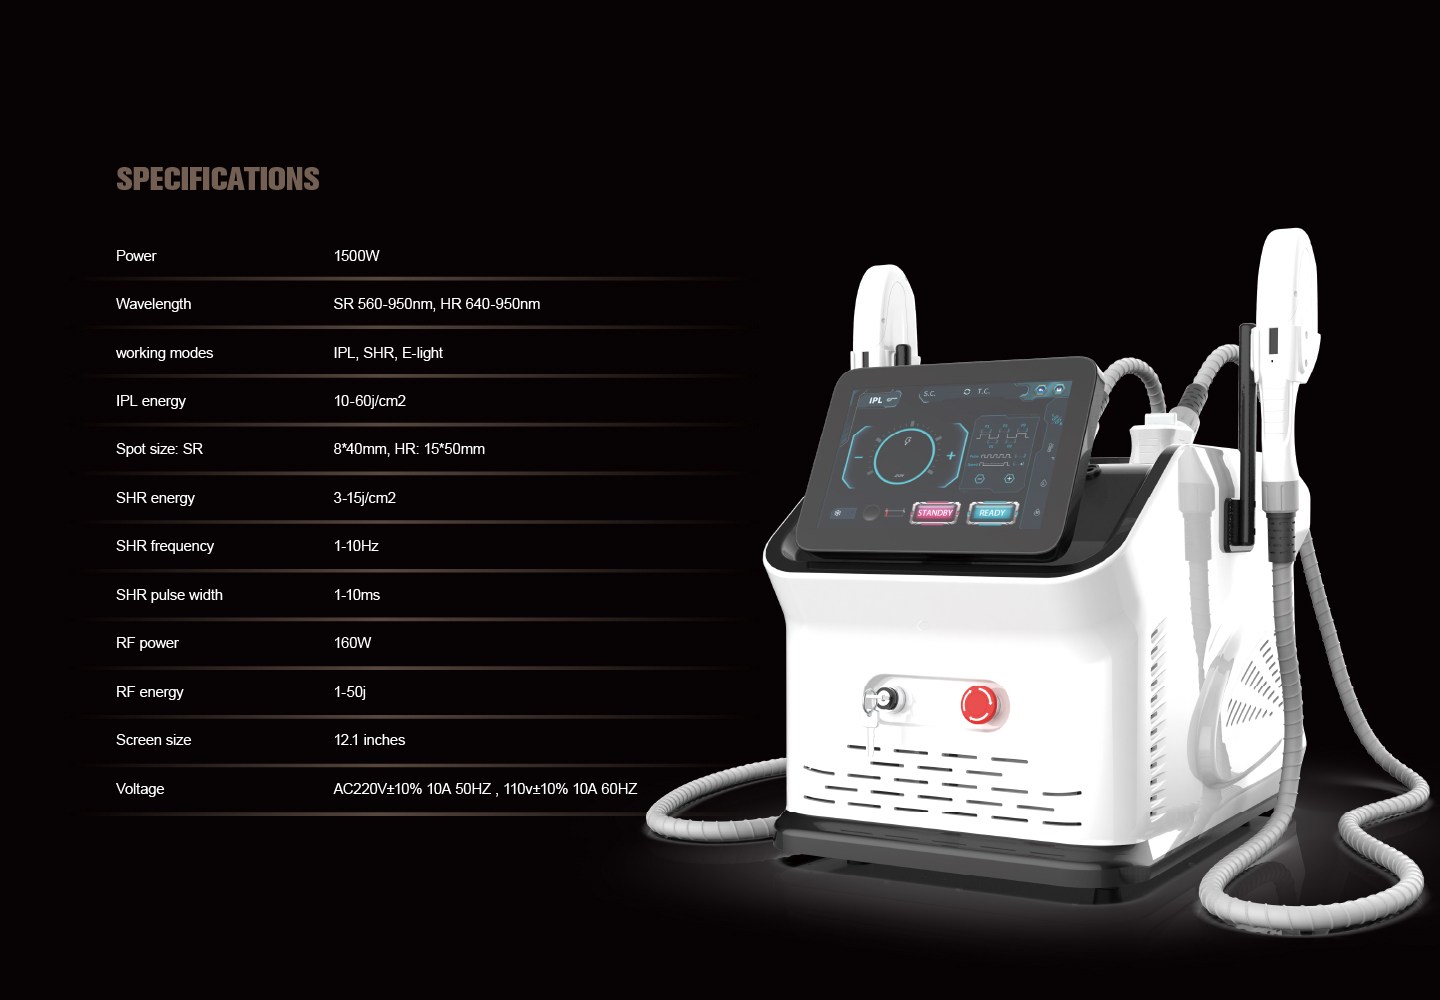 SPECIFICATIONS
Power 1500W
Wavelength SR 560-950nm, HR 640-950nm
working modes IPL, SHR, E-light
IPL energy 10-60j/cm2
Spot size: SR 8*40mm, HR: 15*50mm
SHR energy 3-15j/cm2
SHR frequency 1-10Hz
SHR pulse width 1-10ms
RF power 160W
RF energy 1-50j
Screen size 12.1 inches
Voltage AC220V±10% 10A 50HZ , 110v±10% 10A 60HZ
IPL S.C. T.C.
STANDBY READY